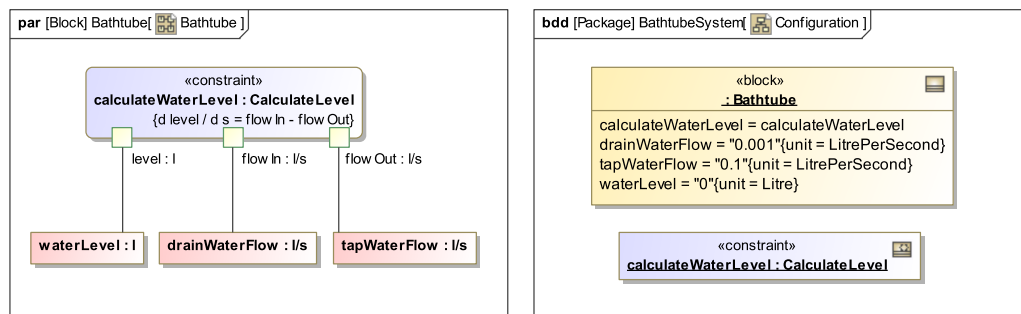 par [Block] Bathtube[ Bathtube ]
«constraint»
calculateWaterLevel : CalculateLevel
{d level / d s = flow In - flow Out}
level : l
flow In : l/s
flow Out : l/s
waterLevel : l
drainWaterFlow : l/s
tapWaterFlow : l/s
bdd [Package] BathtubeSystem[ Configuration ]
«block»
: Bathtube
calculateWaterLevel = calculateWaterLevel
drainWaterFlow = "0.001"{unit = LitrePerSecond}
tapWaterFlow = "0.1"{unit = LitrePerSecond}
waterLevel = "0"{unit = Litre}
«constraint»
calculateWaterLevel : CalculateLevel